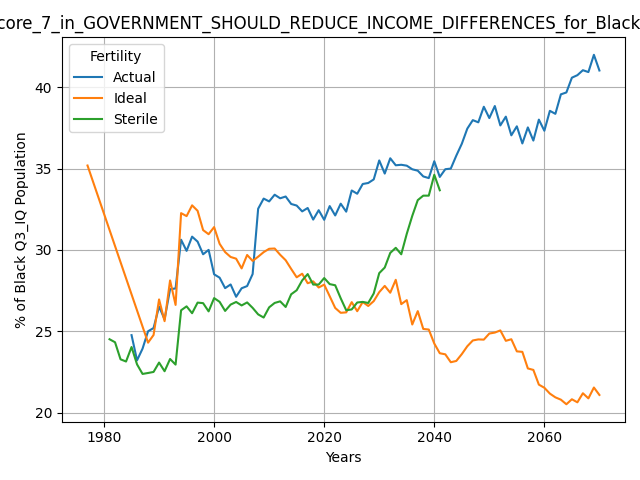 core_7_in_GOVERNMENT_SHOULD_REDUCE_INCOME_DIFFERENCES_for_Black
Fertility
Actual
Ideal
Sterile
% of Black Q3_IQ Population
40
35
30
25
20
1980
2000
2020
2040
2060
Years